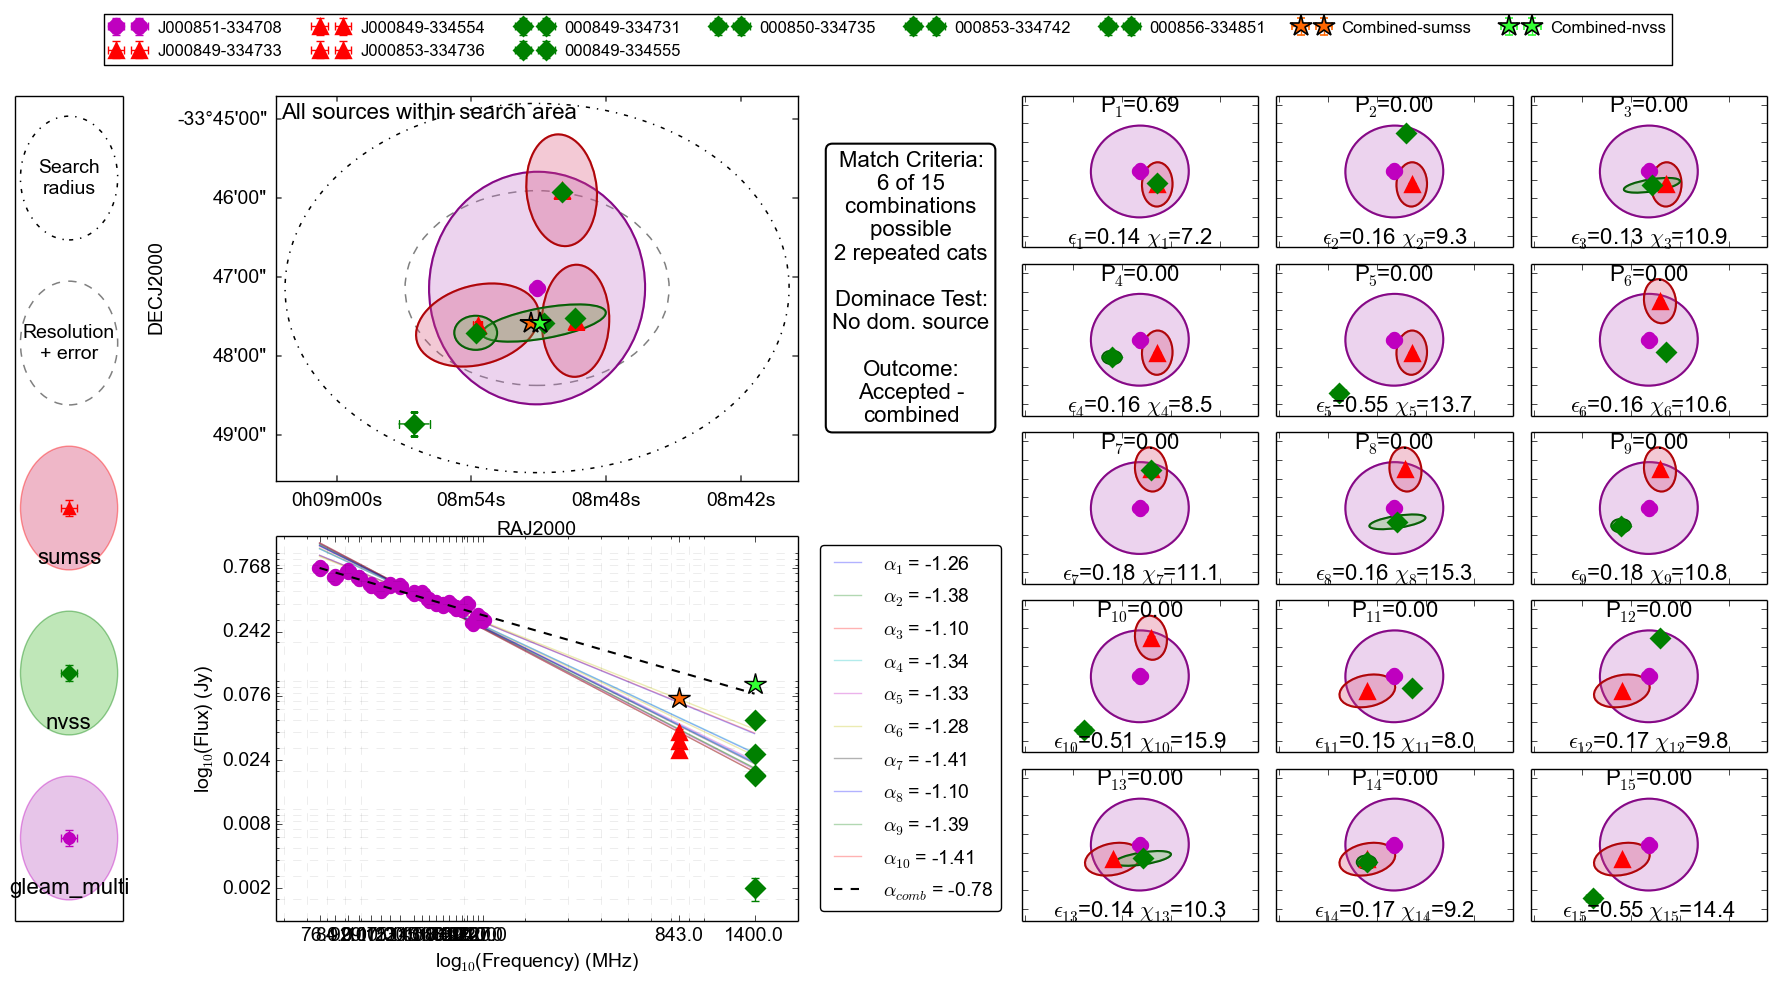 J000851-334708
J000849-334554
000849-334731
000850-334735
000853-334742
000856-334851
Combined-sumss
Combined-nvss
J000849-334733
J000853-334736
000849-334555
Search
radius
Resolution
+ error
sumss
nvss
gleam_multi
All sources within search area
DECJ2000
-33°45'00"
46'00"
47'00"
48'00"
49'00"
0h09m00s
08m54s
08m48s
08m42s
RAJ2000
Match Criteria:
6 of 15
combinations
possible
2 repeated cats
Dominace Test:
No dom. source
Outcome:
Accepted -
combined
log10(Flux) (Jy)
0.768
0.242
0.076
0.024
0.008
0.002
843.0
1400.0
log10(Frequency) (MHz)
α1 = -1.26
α2 = -1.38
α3 = -1.10
α4 = -1.34
α5 = -1.33
α6 = -1.28
α7 = -1.41
α8 = -1.10
α9 = -1.39
α10 = -1.41
αcomb = -0.78
P1=0.69
ϵ1=0.14 χ1=7.2
P2=0.00
ϵ2=0.16 χ2=9.3
P3=0.00
ϵ3=0.13 χ3=10.9
P4=0.00
ϵ4=0.16 χ4=8.5
P5=0.00
ϵ5=0.55 χ5=13.7
P6=0.00
ϵ6=0.16 χ6=10.6
P7=0.00
ϵ7=0.18 χ7=11.1
P8=0.00
ϵ8=0.16 χ8=15.3
P9=0.00
ϵ9=0.18 χ9=10.8
P10=0.00
ϵ10=0.51 χ10=15.9
P11=0.00
ϵ11=0.15 χ11=8.0
P12=0.00
ϵ12=0.17 χ12=9.8
P13=0.00
ϵ13=0.14 χ13=10.3
P14=0.00
ϵ14=0.17 χ14=9.2
P15=0.00
ϵ15=0.55 χ15=14.4